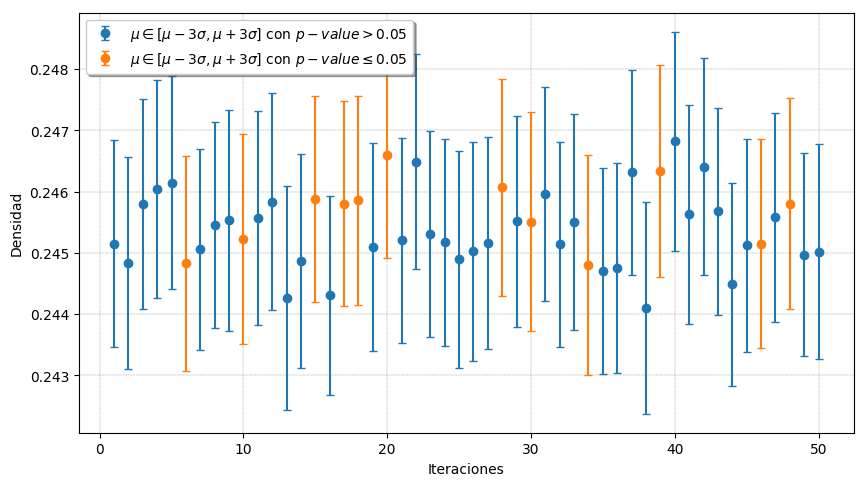 μ ∈ [μ − 3σ, μ + 3σ] con p − value > 0.05
μ ∈ [μ − 3σ, μ + 3σ] con p − value ≤ 0.05
0.248
0.247
0.246
0.245
0.244
0.243
Densidad
0 10 20 30 40 50
Iteraciones